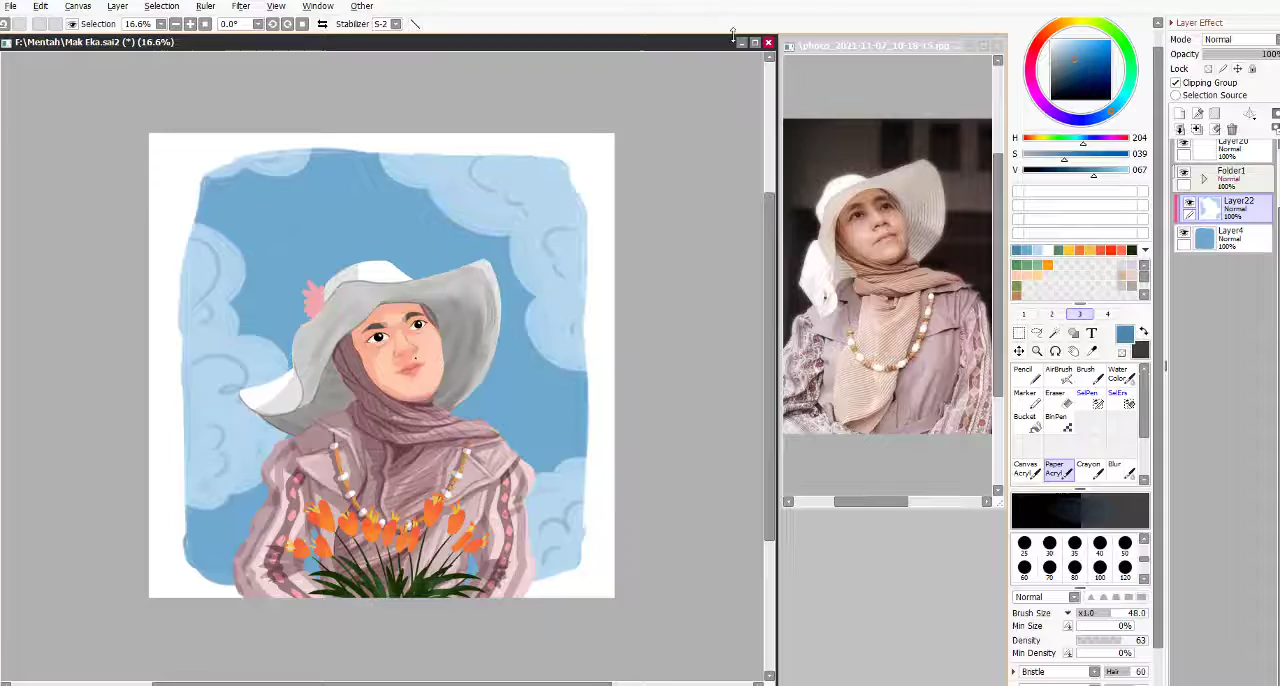 File Edit Canvas Layer Selection Ruler Filter View Window Other
Selection 16.6% 0.0° Stabilizer S-2
F:\Mentah\Mak Eka.sai2 (*) (16.6%)
Layer Effect
Mode Normal
Opacity 100%
Lock
Clipping Group
Selection Source
H 204
S 039
V 067
Layer20
Normal
100%
Folder1
Normal
100%
Layer22
Normal
100%
Layer4
Normal
100%
1 2 3 4
T
Pencil AirBrush Brush Water Color
Marker Eraser SelPen SelErs
Bucket BinPen
Canvas Acryl Paper Acryl Crayon Blur
25 30 35 40 50
60 70 80 100 120
Normal
Brush Size x1.0 48.0
Min Size 0%
Density 63
Min Density 0%
Bristle Hair 60